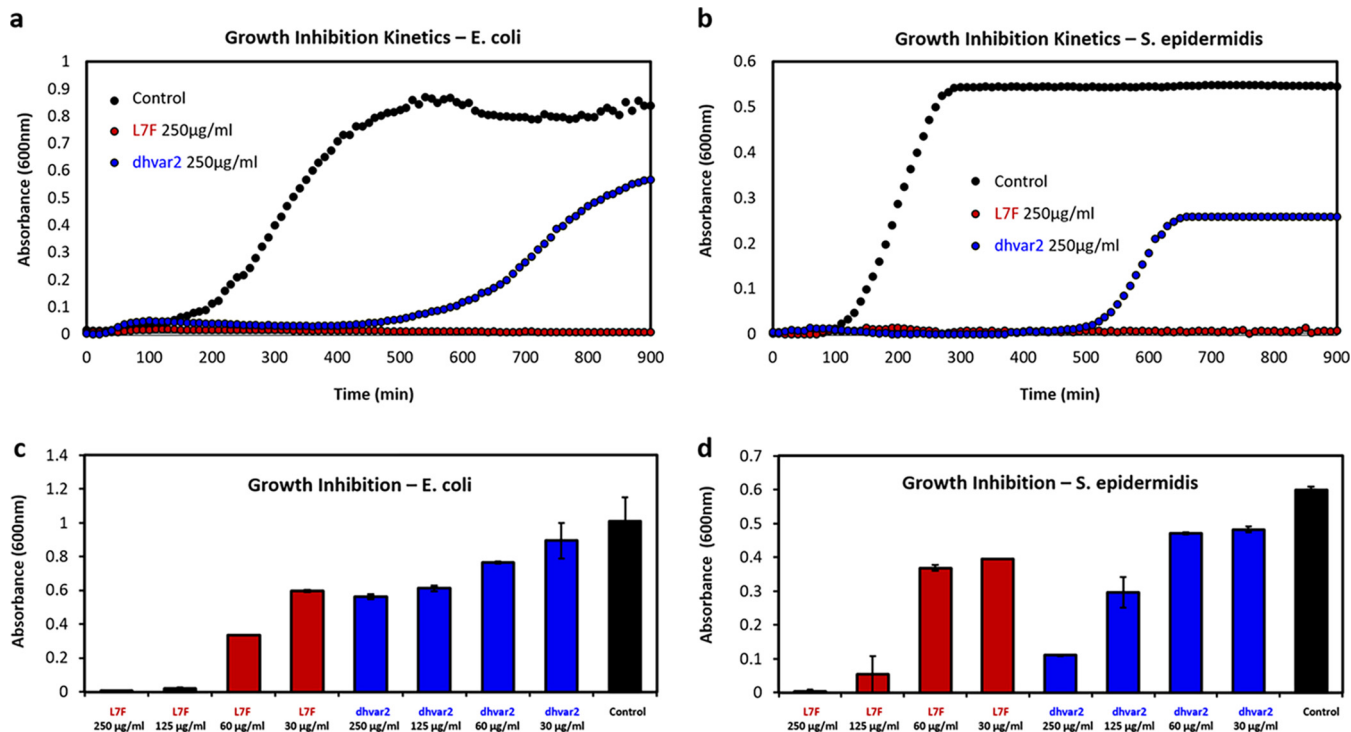 a
Growth Inhibition Kinetics – E. coli
1
0.9
0.8
0.7
0.6
0.5
0.4
0.3
0.2
0.1
0
Absorbance (600nm)
Control
L7F 250µg/ml
dhvar2 250µg/ml
0 100 200 300 400 500 600 700 800 900
Time (min)
b
Growth Inhibition Kinetics – S. epidermidis
0.6
0.5
0.4
0.3
0.2
0.1
0
Absorbance (600nm)
Control
L7F 250µg/ml
dhvar2 250µg/ml
0 100 200 300 400 500 600 700 800 900
Time (min)
c
Growth Inhibition – E. coli
1.4
1.2
1
0.8
0.6
0.4
0.2
0
Absorbance (600nm)
L7F L7F L7F L7F dhvar2 dhvar2 dhvar2 dhvar2 Control
250 µg/ml 125 µg/ml 60 µg/ml 30 µg/ml 250 µg/ml 125 µg/ml 60 µg/ml 30 µg/ml
d
Growth Inhibition – S. epidermidis
0.7
0.6
0.5
0.4
0.3
0.2
0.1
0
Absorbance (600nm)
L7F L7F L7F L7F dhvar2 dhvar2 dhvar2 dhvar2 Control
250 µg/ml 125 µg/ml 60 µg/ml 30 µg/ml 250 µg/ml 125 µg/ml 60 µg/ml 30 µg/ml